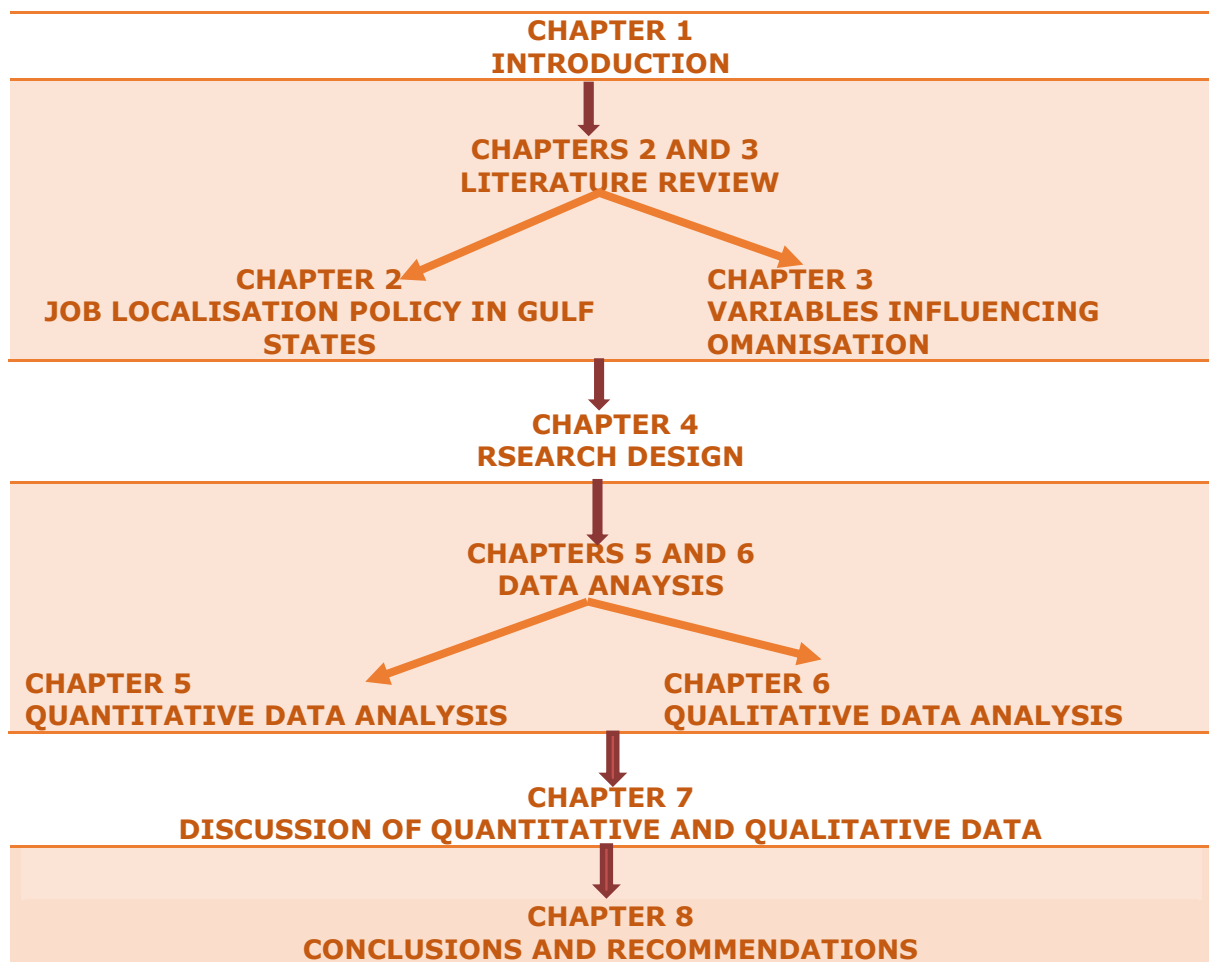 CHAPTER 1
INTRODUCTION
CHAPTERS 2 AND 3
LITERATURE REVIEW
CHAPTER 2
JOB LOCALISATION POLICY IN GULF
STATES
CHAPTER 3
VARIABLES INFLUENCING
OMANISATION
CHAPTER 4
RSEARCH DESIGN
CHAPTERS 5 AND 6
DATA ANAYSIS
CHAPTER 5
QUANTITATIVE DATA ANALYSIS
CHAPTER 6
QUALITATIVE DATA ANALYSIS
CHAPTER 7
DISCUSSION OF QUANTITATIVE AND QUALITATIVE DATA
CHAPTER 8
CONCLUSIONS AND RECOMMENDATIONS